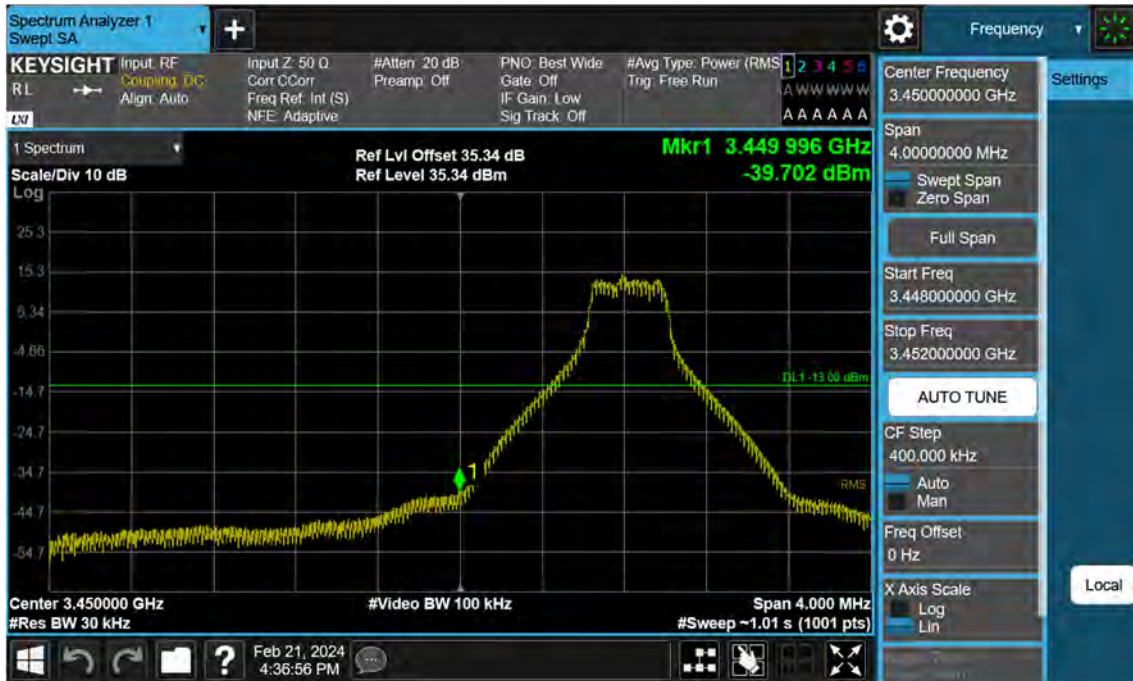 Spectrum Analyzer 1
Swept SA
+
Frequency
KEYSIGHT
RL
LXI
Input: RF
Coupling: DC
Align: Auto
Input Z: 50 Ω
Corr CCorr
Freq Ref: Int (S)
NFE: Adaptive
#Atten: 20 dB
Preamp: Off
PNO: Best Wide
Gate: Off
IF Gain: Low
Sig Track: Off
#Avg Type: Power (RMS
Trig: Free Run
1 2 3 4 5 6
A W W W W W
A A A A A A
1 Spectrum
Scale/Div 10 dB
Log
Ref Lvl Offset 35.34 dB
Ref Level 35.34 dBm
Mkr1 3.449 996 GHz
-39.702 dBm
25.3
15.3
5.34
-4.66
-14.7
-24.7
-34.7
-44.7
-54.7
DL1 -13.00 dBm
1
RMS
Center 3.450000 GHz
#Video BW 100 kHz
Span 4.000 MHz
#Res BW 30 kHz
#Sweep ~1.01 s (1001 pts)
?
Feb 21, 2024
4:36:56 PM
Center Frequency
3.450000000 GHz
Settings
Span
4.00000000 MHz
Swept Span
Zero Span
Full Span
Start Freq
3.448000000 GHz
Stop Freq
3.452000000 GHz
AUTO TUNE
CF Step
400.000 kHz
Auto
Man
Freq Offset
0 Hz
X Axis Scale
Log
Lin
Local